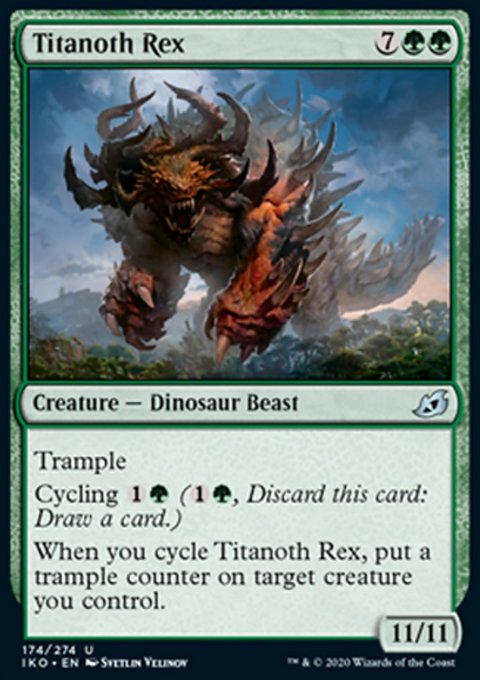 Titanoth Rex 7
Creature — Dinosaur Beast
Trample
Cycling 1 (1, Discard this card:
Draw a card.)
When you cycle Titanoth Rex, put a
trample counter on target creature
you control.
11/11
174/274 U
IKO • EN Svetlin Velinov
™ & © 2020 Wizards of the Coast